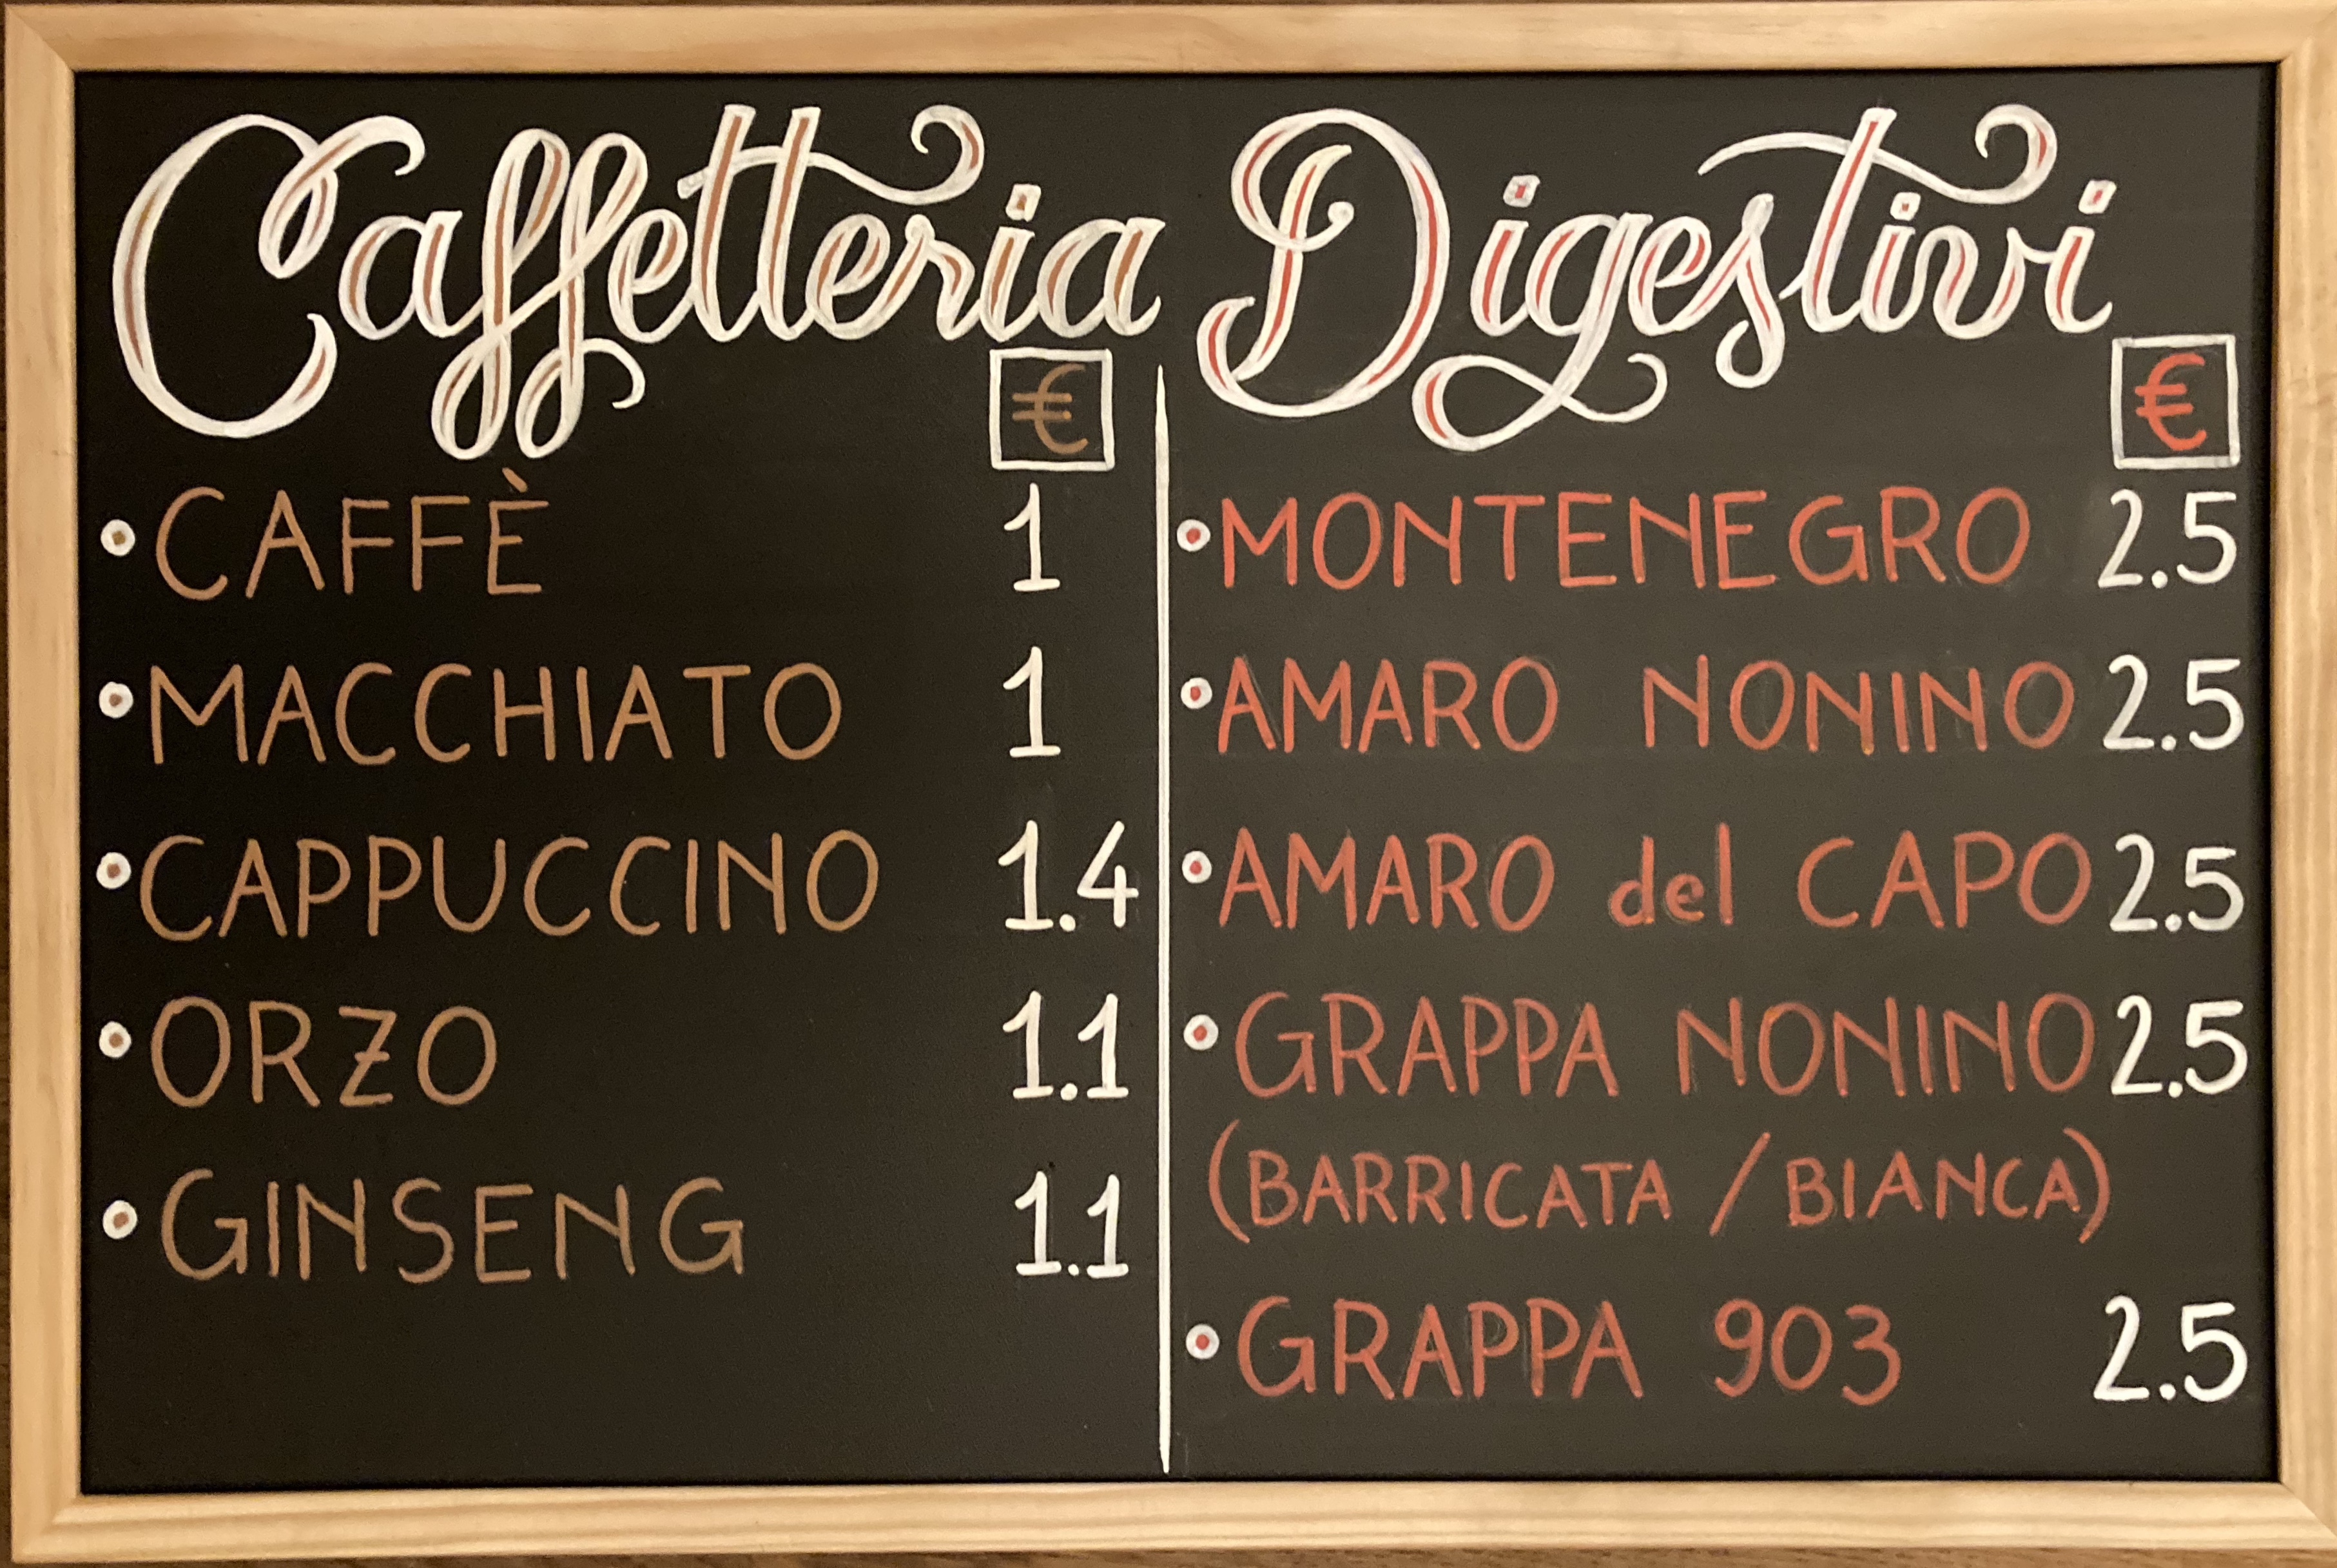 Caffetteria
€
CAFFÈ 1
MACCHIATO 1
CAPPUCCINO 1.4
ORZO 1.1
GINSENG 1.1
Digestivi
€
MONTENEGRO 2.5
AMARO NONINO 2.5
AMARO del CAPO 2.5
GRAPPA NONINO 2.5
(BARRICATA / BIANCA)
GRAPPA 903 2.5